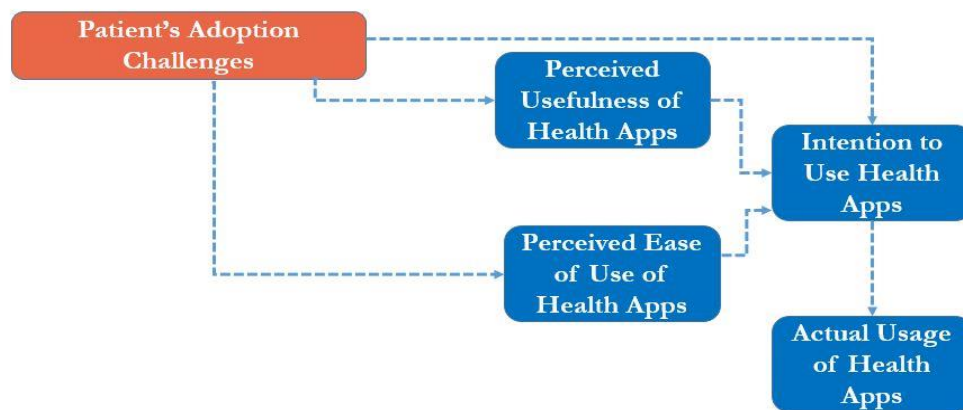 Patient's Adoption
Challenges
Perceived
Usefulness of
Health Apps
Intention to
Use Health
Apps
Perceived Ease
of Use of
Health Apps
Actual Usage
of Health
Apps